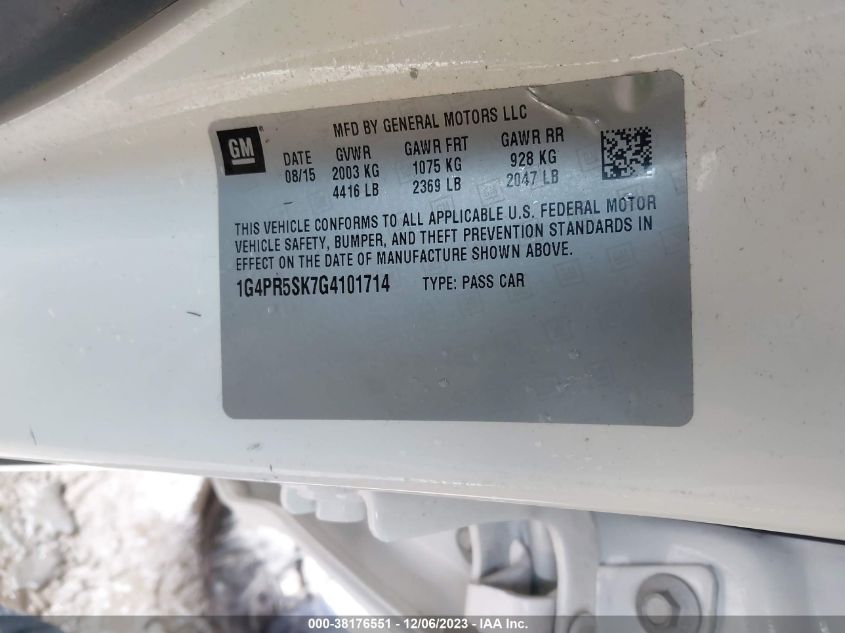 MFD BY GENERAL MOTORS LLC
GM
DATE GVWR GAWR FRT GAWR RR
08/15 2003 KG 1075 KG 928 KG
4416 LB 2369 LB 2047 LB
THIS VEHICLE CONFORMS TO ALL APPLICABLE U.S. FEDERAL MOTOR
VEHICLE SAFETY, BUMPER, AND THEFT PREVENTION STANDARDS IN
EFFECT ON THE DATE OF MANUFACTURE SHOWN ABOVE.
1G4PR5SK7G4101714 TYPE: PASS CAR
000-38176551 - 12/06/2023 - IAA Inc.